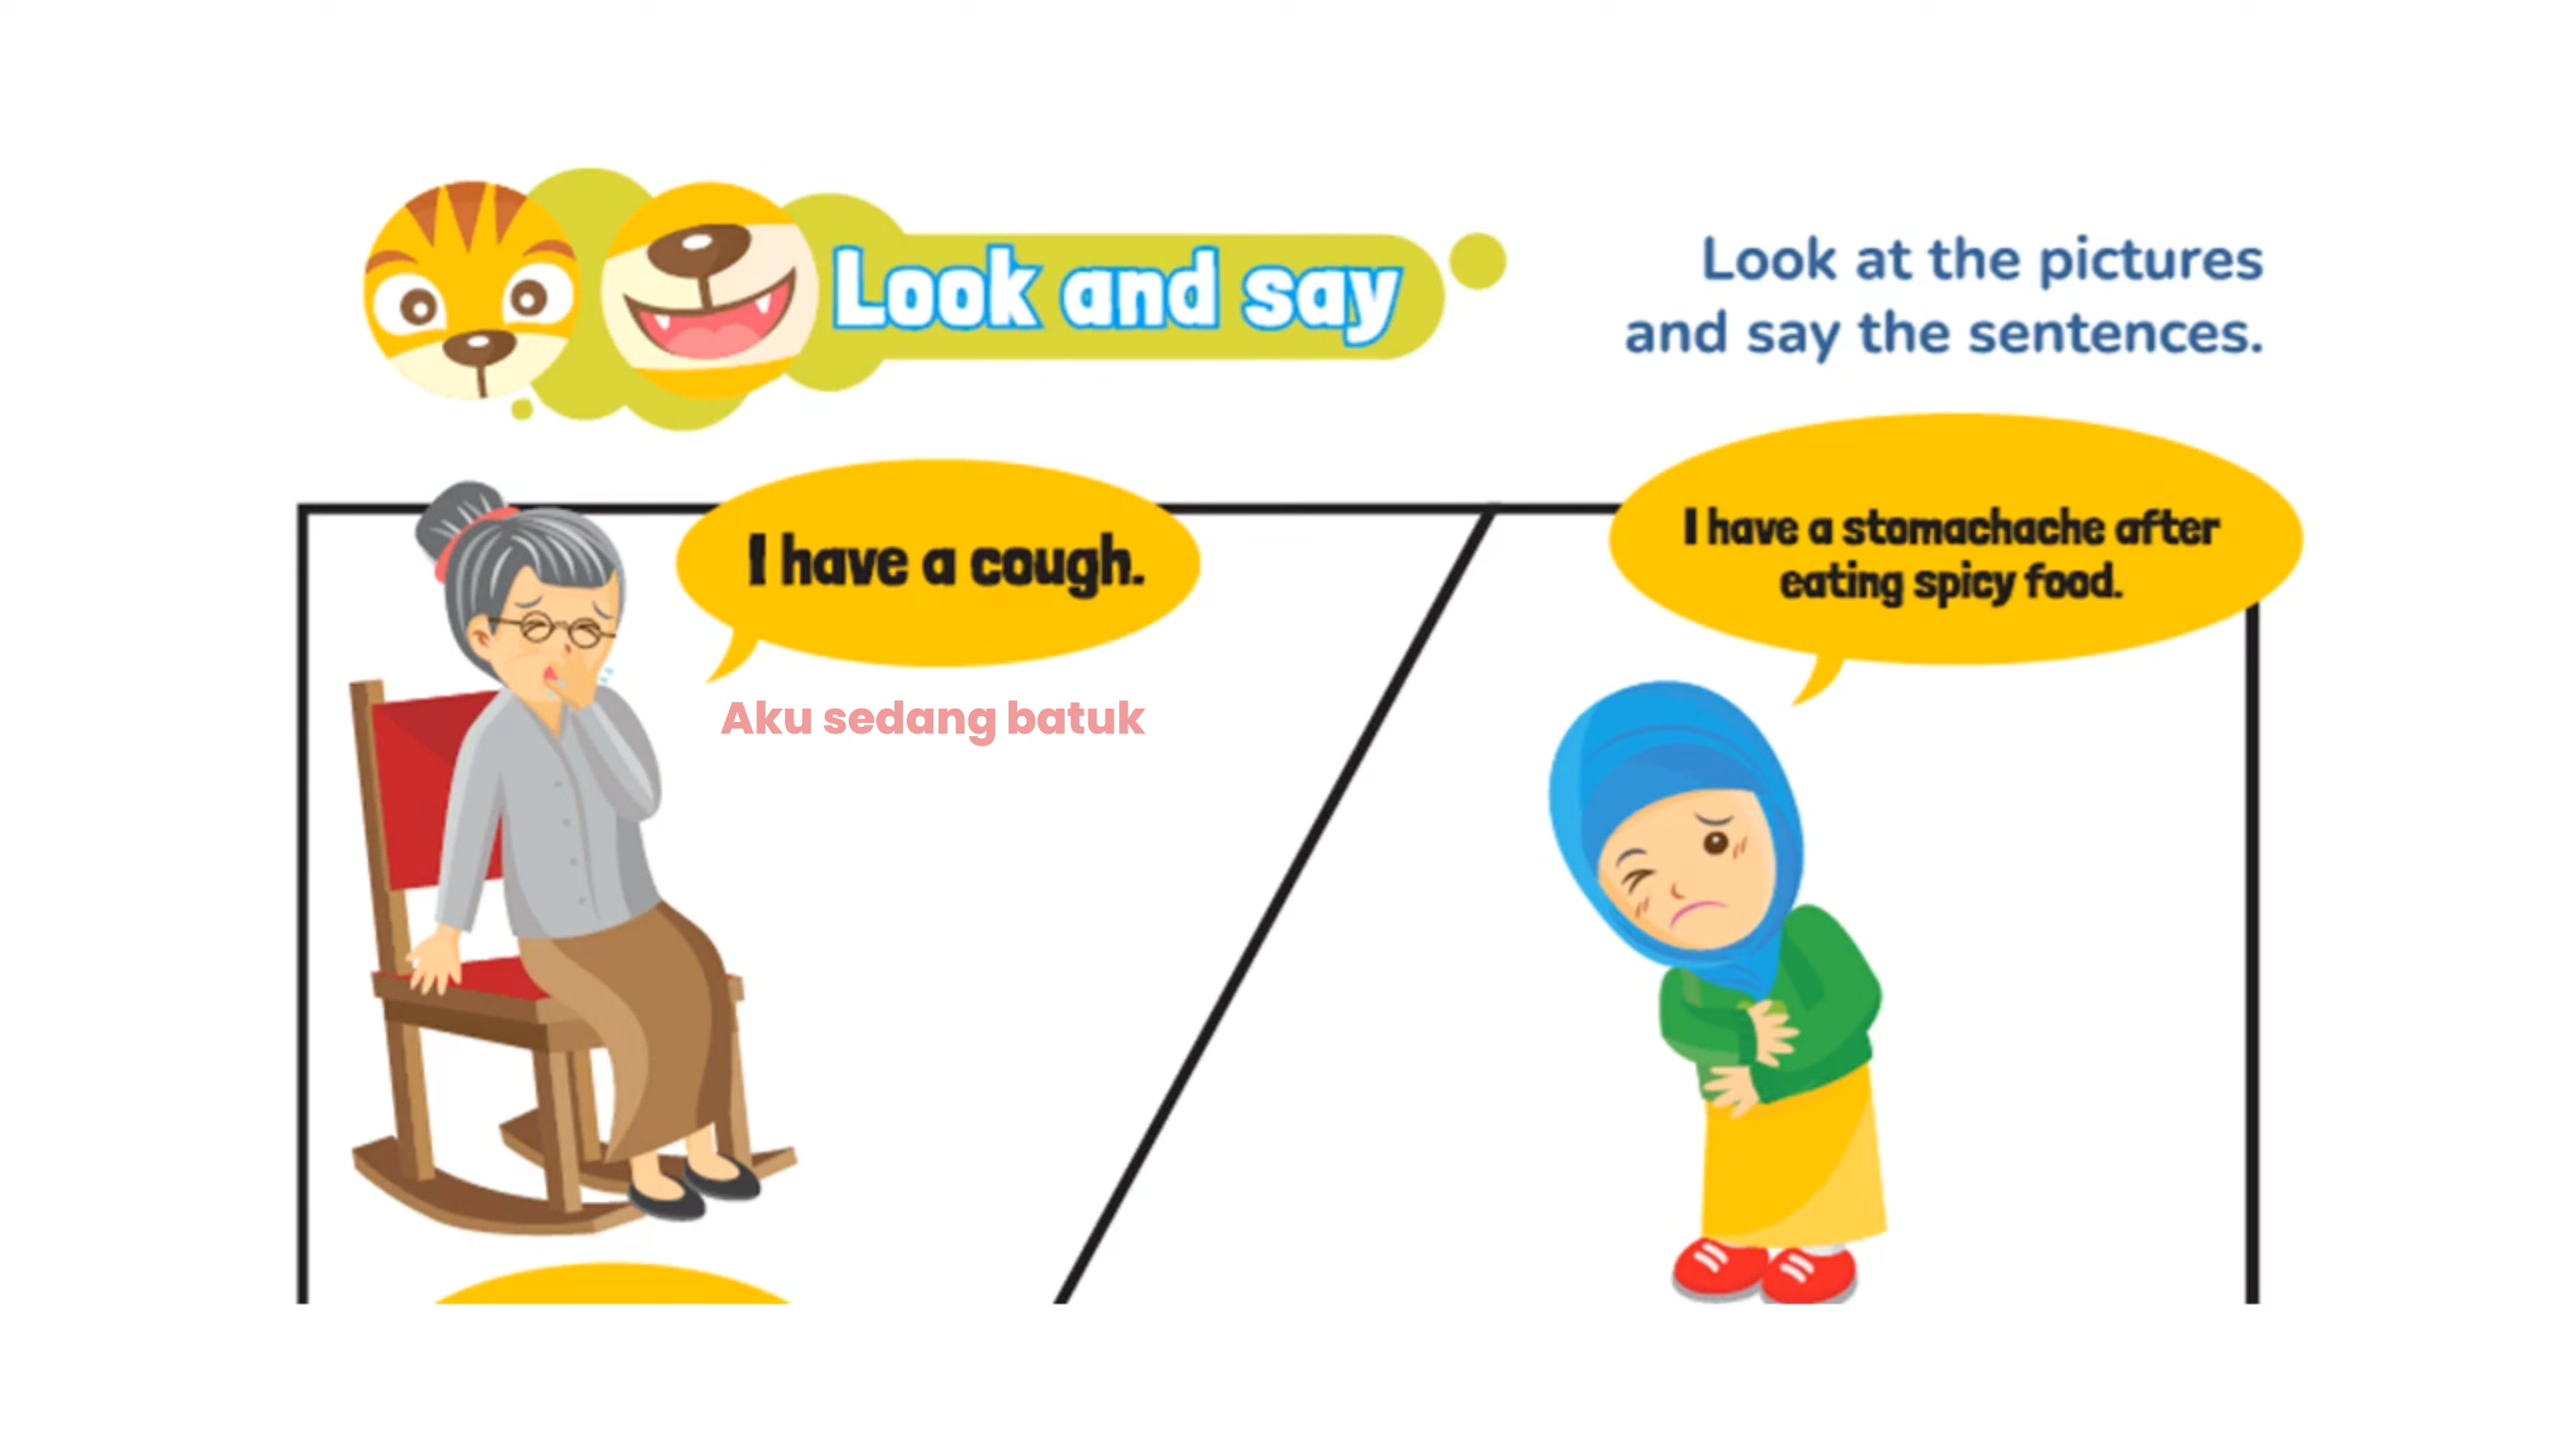 Look and say
Look at the pictures
and say the sentences.
I have a cough.
Aku sedang batuk
I have a stomachache after
eating spicy food.